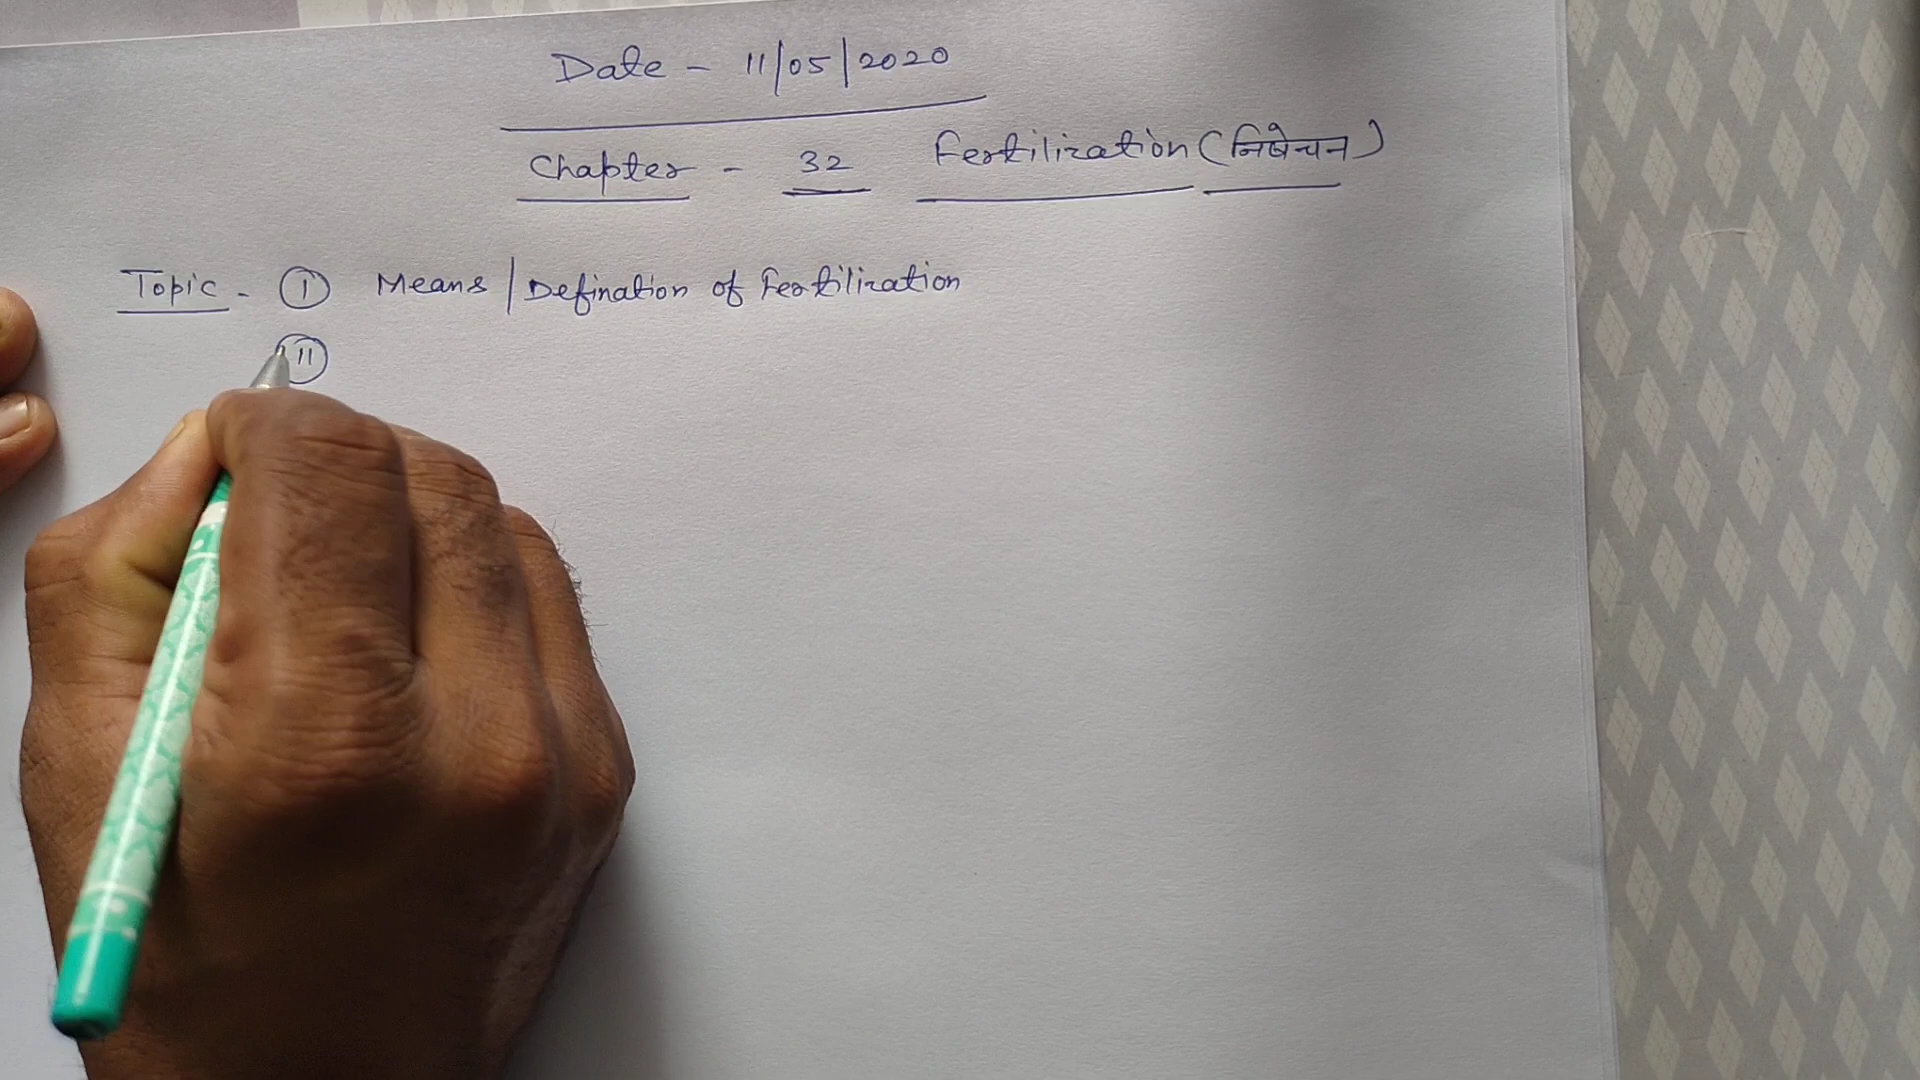 Date - 11/05/2020
Chapter - 32 Fertilization (निषेचन)
Topic - (I) Means / Defination of Fertilization
(II)